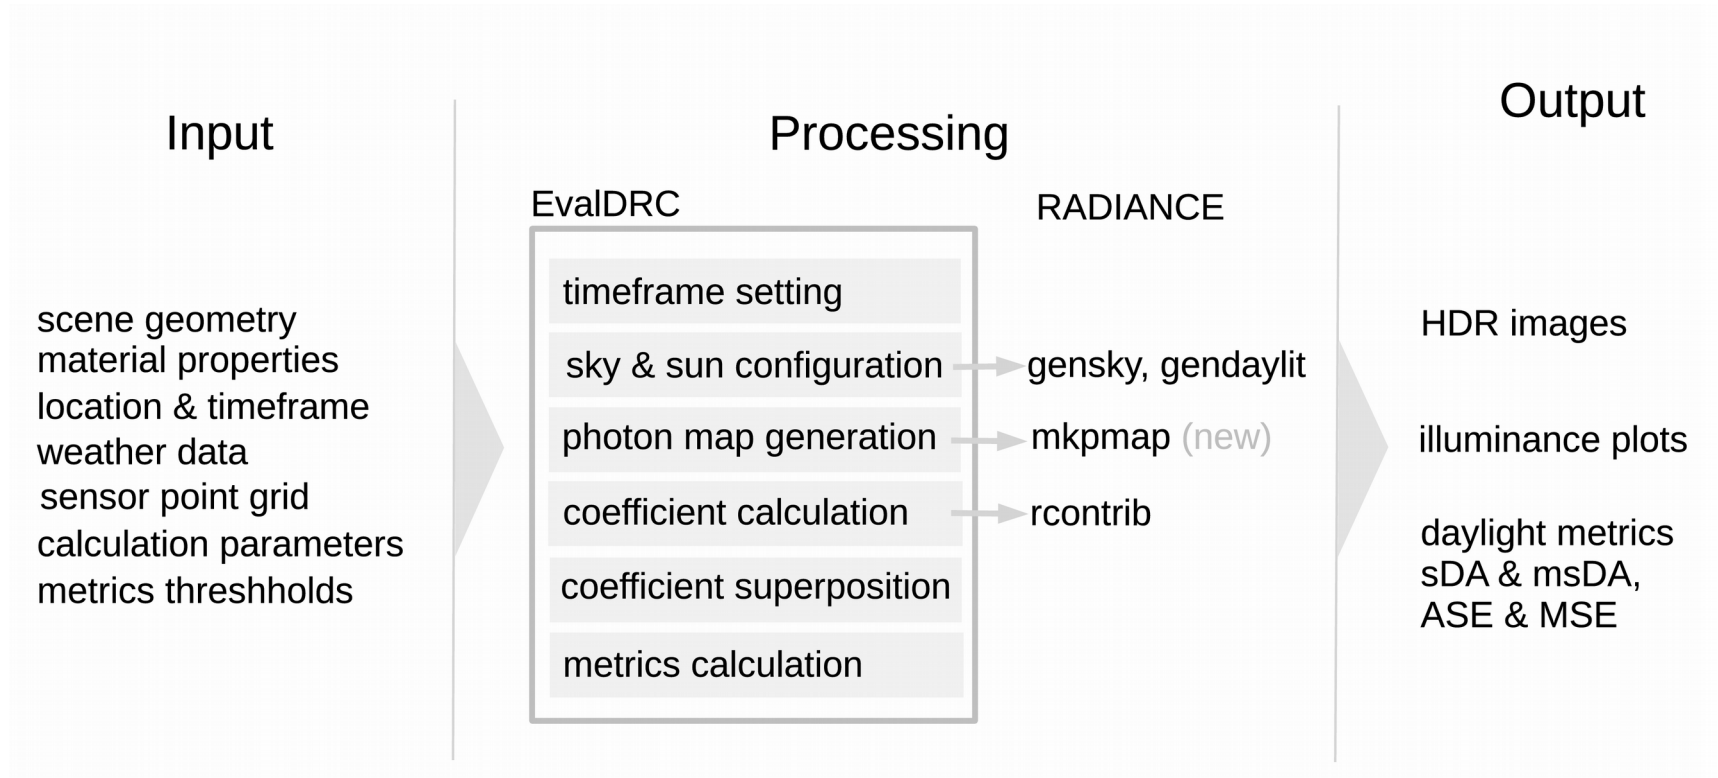 Input
Processing
Output
EvalDRC
RADIANCE
scene geometry
material properties
location & timeframe
weather data
sensor point grid
calculation parameters
metrics threshholds
timeframe setting
sky & sun configuration
gensky, gendaylit
photon map generation
mkpmap (new)
coefficient calculation
rcontrib
coefficient superposition
metrics calculation
HDR images
illuminance plots
daylight metrics
sDA & msDA,
ASE & MSE